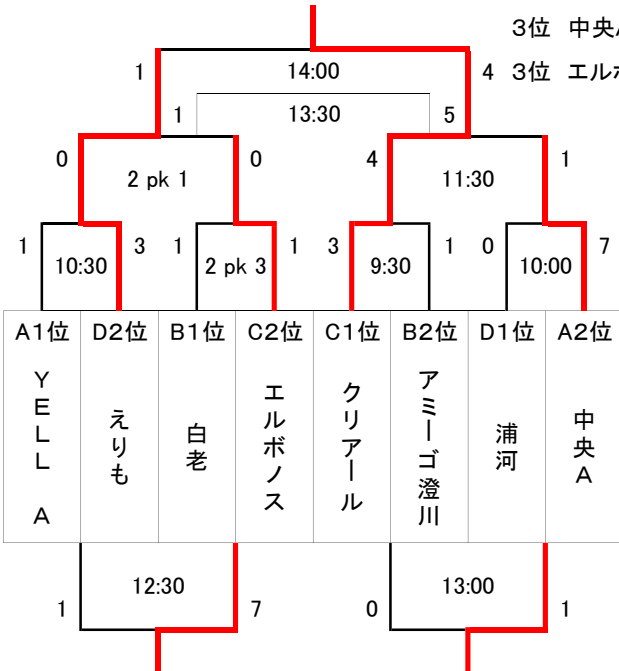 3位 中央A
1 14:00 4 3位 エルボ
1 13:30 5
0 2 pk 1 0 4 11:30 1
1 10:30 3 1 2 pk 3 1 3 9:30 1 0 10:00 7
A1位 D2位 B1位 C2位 C1位 B2位 D1位 A2位
YELL A
えりも
白老
エルボノス
クリアール
アミーゴ澄川
浦河
中央A
1 12:30 7 0 13:00 1